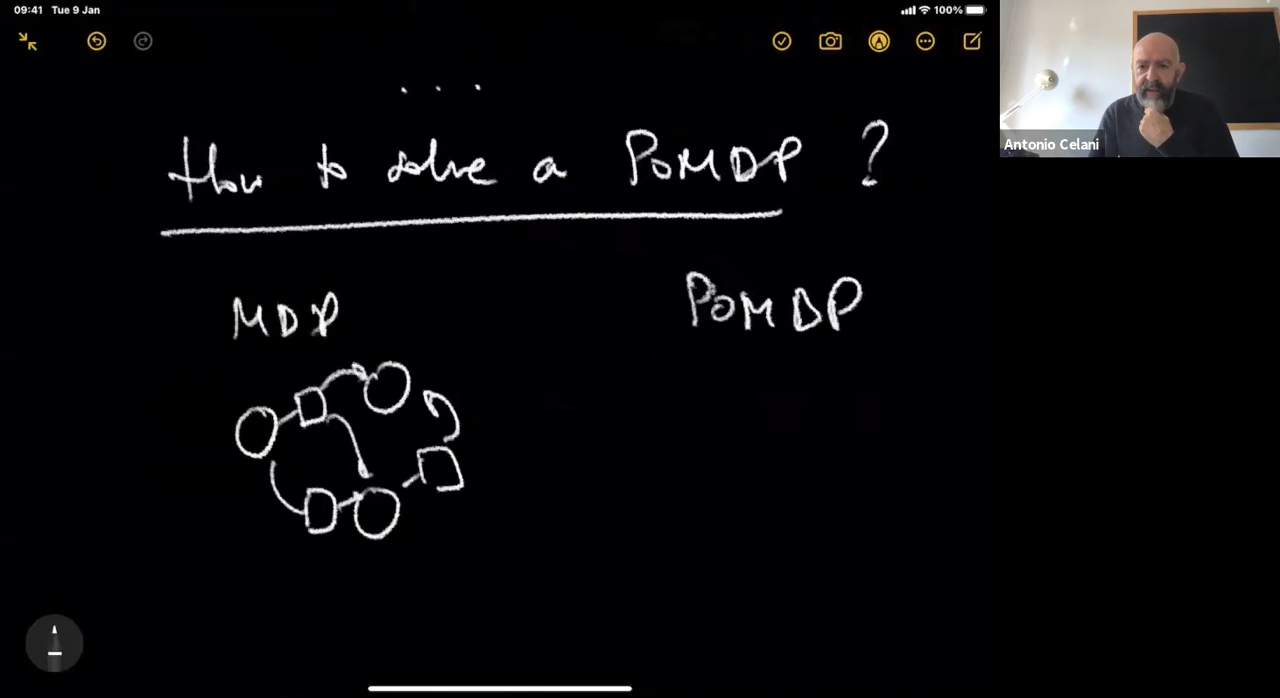 09:41 Tue 9 Jan 100%
...
How to solve a POMDP ?
MDP POMDP
Antonio Celani